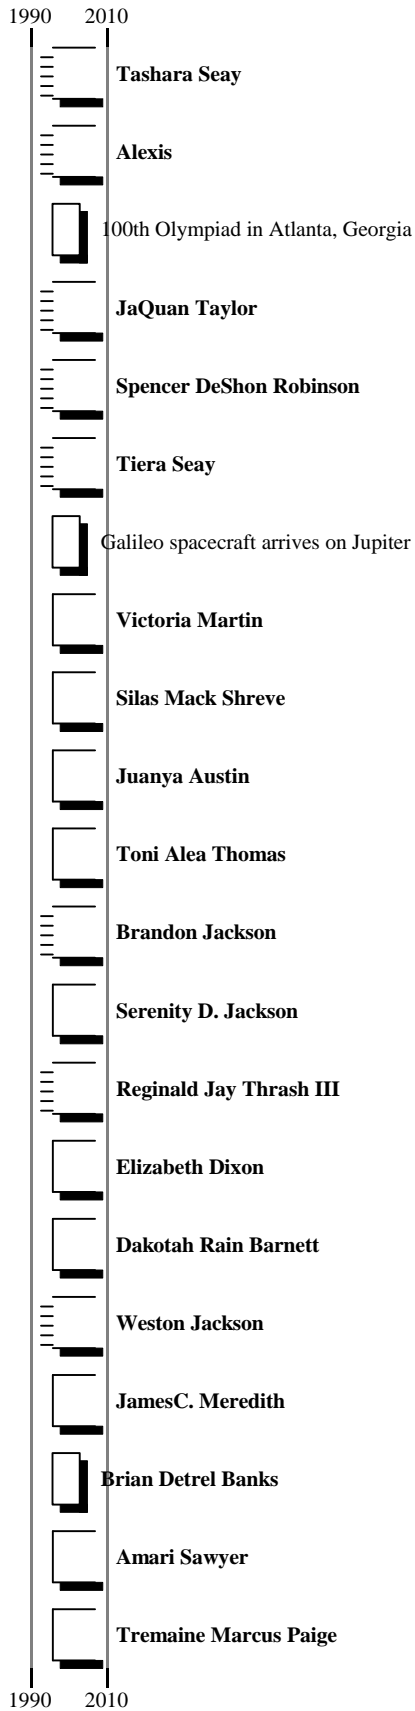 1990 2010
Tashara Seay
Alexis
100th Olympiad in Atlanta, Georgia
JaQuan Taylor
Spencer DeShon Robinson
Tiera Seay
Galileo spacecraft arrives on Jupiter
Victoria Martin
Silas Mack Shreve
Juanya Austin
Toni Alea Thomas
Brandon Jackson
Serenity D. Jackson
Reginald Jay Thrash III
Elizabeth Dixon
Dakotah Rain Barnett
Weston Jackson
JamesC. Meredith
Brian Detrel Banks
Amari Sawyer
Tremaine Marcus Paige
1990 2010